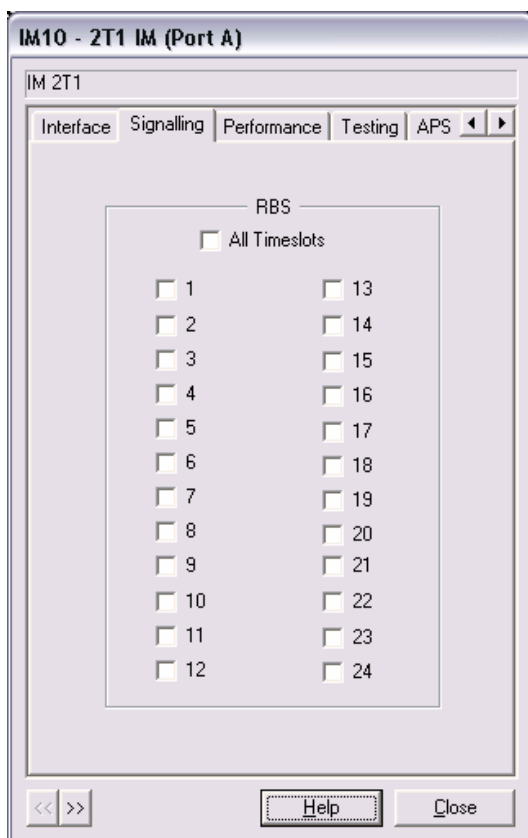 IM10 - 2T1 IM (Port A)
IM 2T1
Interface Signalling Performance Testing APS
RBS
All Timeslots
1 13
2 14
3 15
4 16
5 17
6 18
7 19
8 20
9 21
10 22
11 23
12 24
<< >> Help Close